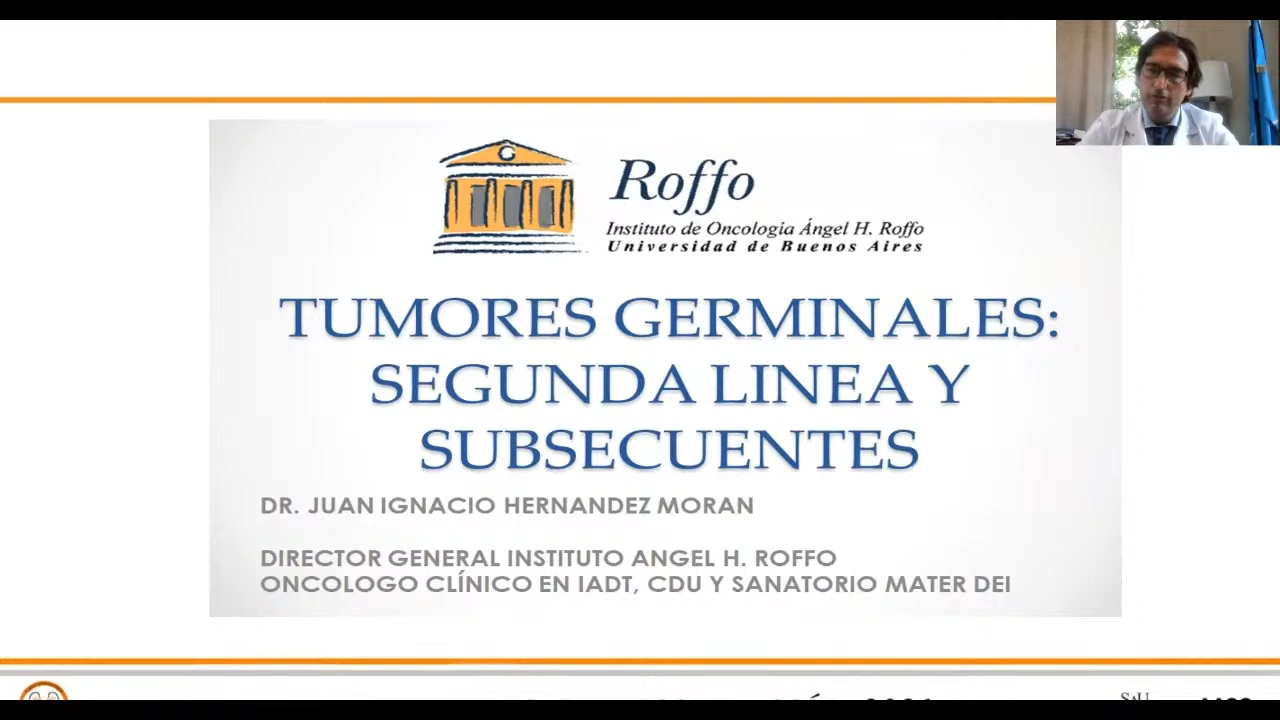 Roffo
Instituto de Oncologia Ángel H. Roffo
Universidad de Buenos Aires
TUMORES GERMINALES:
SEGUNDA LINEA Y
SUBSECUENTES
DR. JUAN IGNACIO HERNANDEZ MORAN
DIRECTOR GENERAL INSTITUTO ANGEL H. ROFFO
ONCOLOGO CLÍNICO EN IADT, CDU Y SANATORIO MATER DEI